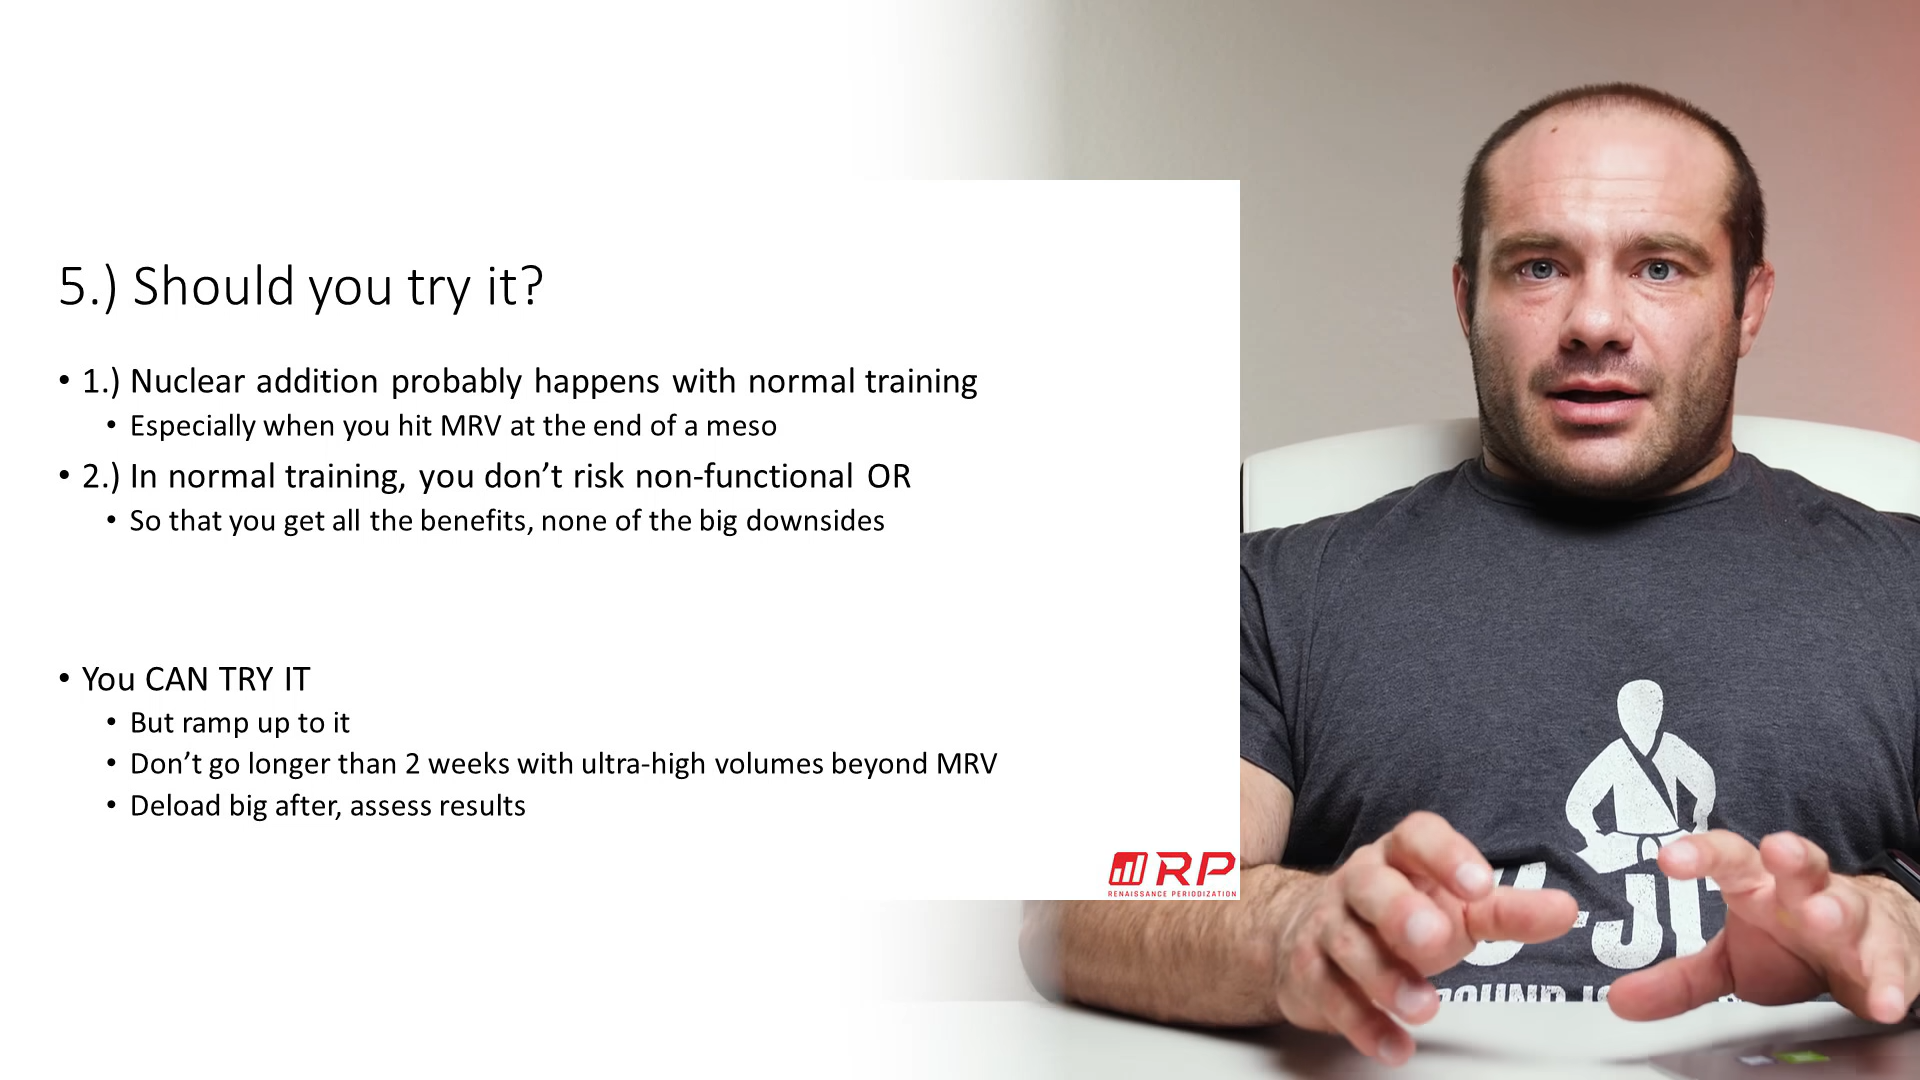 5.) Should you try it?
• 1.) Nuclear addition probably happens with normal training
• Especially when you hit MRV at the end of a meso
• 2.) In normal training, you don’t risk non-functional OR
• So that you get all the benefits, none of the big downsides
• You CAN TRY IT
• But ramp up to it
• Don’t go longer than 2 weeks with ultra-high volumes beyond MRV
• Deload big after, assess results
RP
RENAISSANCE PERIODIZATION